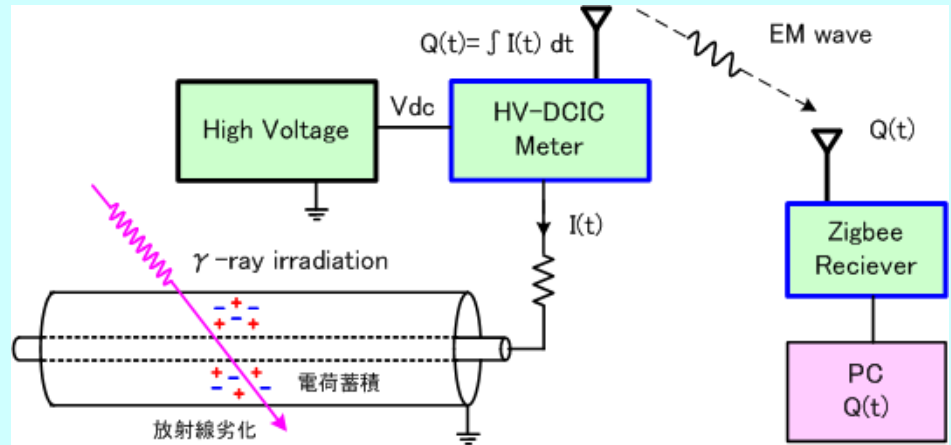 Q(t)= ∫ I(t) dt
EM wave
High Voltage
Vdc
HV-DCIC
Meter
Q(t)
I(t)
Zigbee
Reciever
γ-ray irradiation
電荷蓄積
放射線劣化
PC
Q(t)